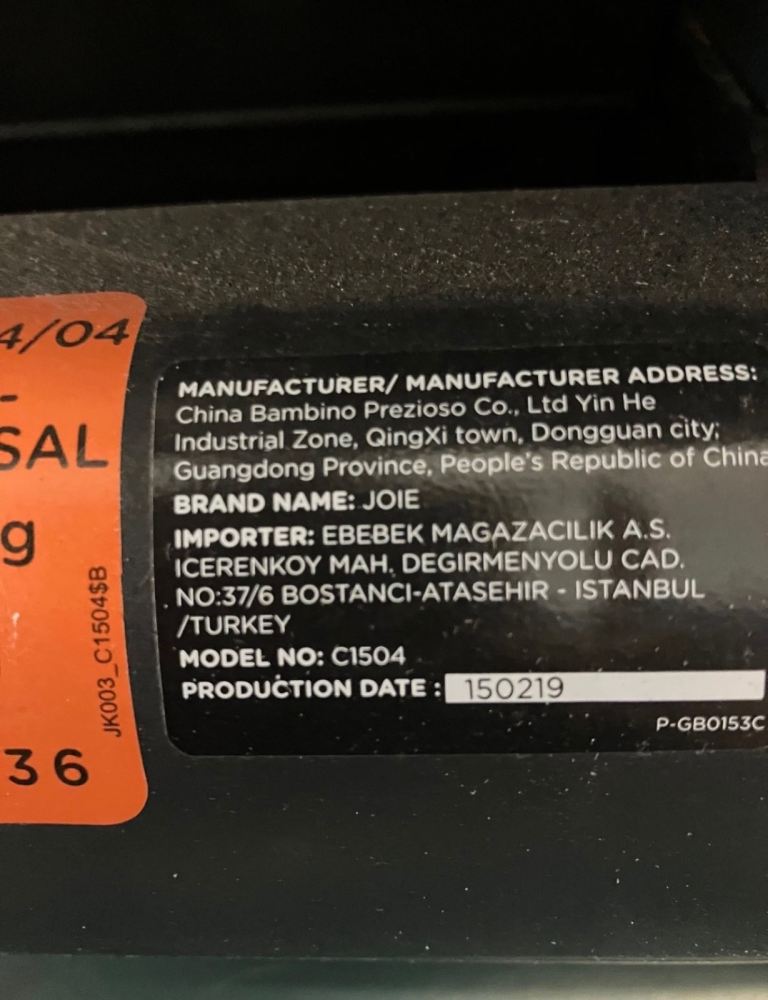 4/04
SAL
g
JK003_C1504$B
36
MANUFACTURER/ MANUFACTURER ADDRESS:
China Bambino Prezioso Co., Ltd Yin He
Industrial Zone, QingXi town, Dongguan city;
Guangdong Province, People's Republic of China
BRAND NAME: JOIE
IMPORTER: EBEBEK MAGAZACILIK A.S.
ICERENKOY MAH. DEGIRMENYOLU CAD.
NO:37/6 BOSTANCI-ATASEHIR - ISTANBUL
/TURKEY
MODEL NO: C1504
PRODUCTION DATE : 150219
P-GB0153C